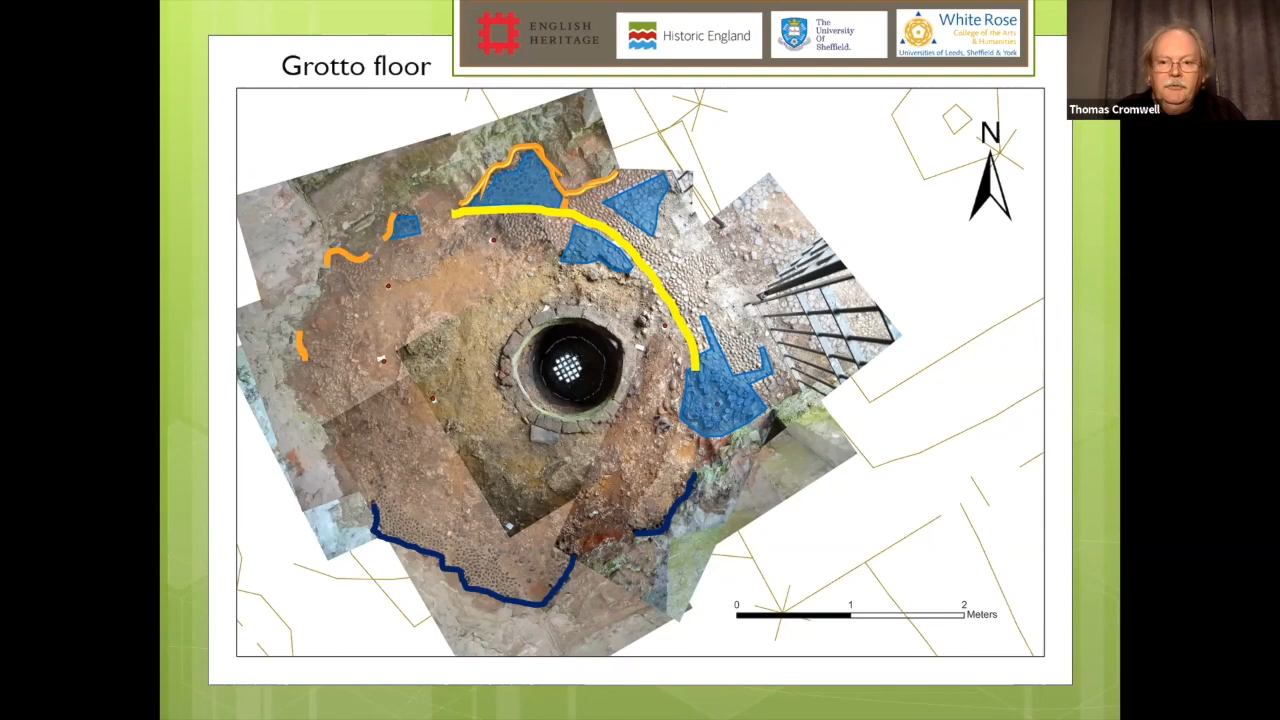 ENGLISH
HERITAGE
Historic England
The
University
Of
Sheffield.
White Rose
College of the Arts
& Humanities
Universities of Leeds, Sheffield & York
Grotto floor
Thomas Cromwell
N
0 1 2
Meters